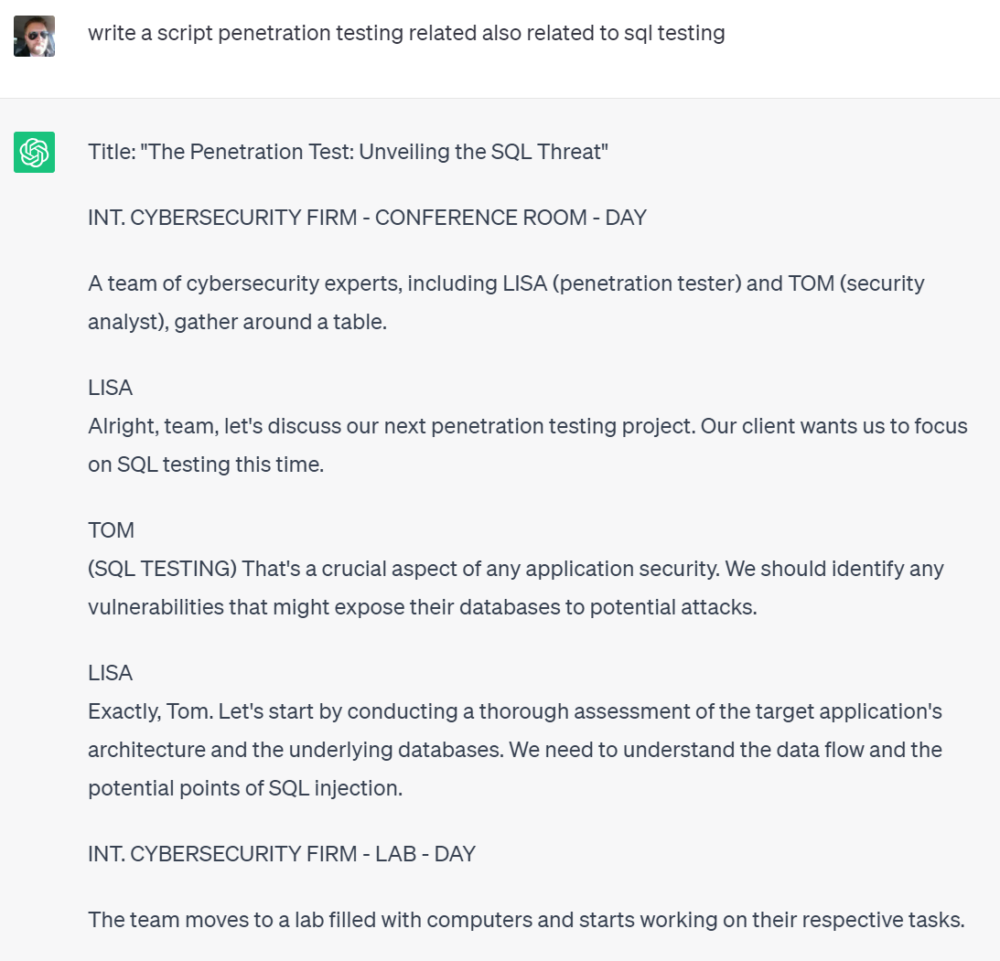 write a script penetration testing related also related to sql testing
Title: "The Penetration Test: Unveiling the SQL Threat"
INT. CYBERSECURITY FIRM - CONFERENCE ROOM - DAY
A team of cybersecurity experts, including LISA (penetration tester) and TOM (security
analyst), gather around a table.
LISA
Alright, team, let's discuss our next penetration testing project. Our client wants us to focus
on SQL testing this time.
TOM
(SQL TESTING) That's a crucial aspect of any application security. We should identify any
vulnerabilities that might expose their databases to potential attacks.
LISA
Exactly, Tom. Let's start by conducting a thorough assessment of the target application's
architecture and the underlying databases. We need to understand the data flow and the
potential points of SQL injection.
INT. CYBERSECURITY FIRM - LAB - DAY
The team moves to a lab filled with computers and starts working on their respective tasks.